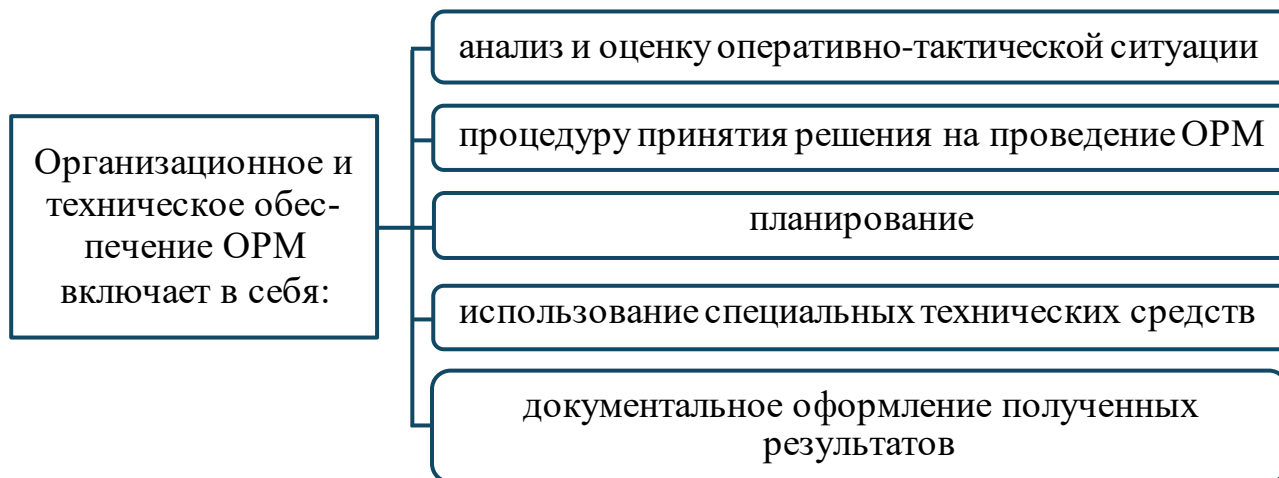 Организационное и
техническое обес-
печение ОРМ
включает в себя:
анализ и оценку оперативно-тактической ситуации
процедуру принятия решения на проведение ОРМ
планирование
использование специальных технических средств
документальное оформление полученных
результатов